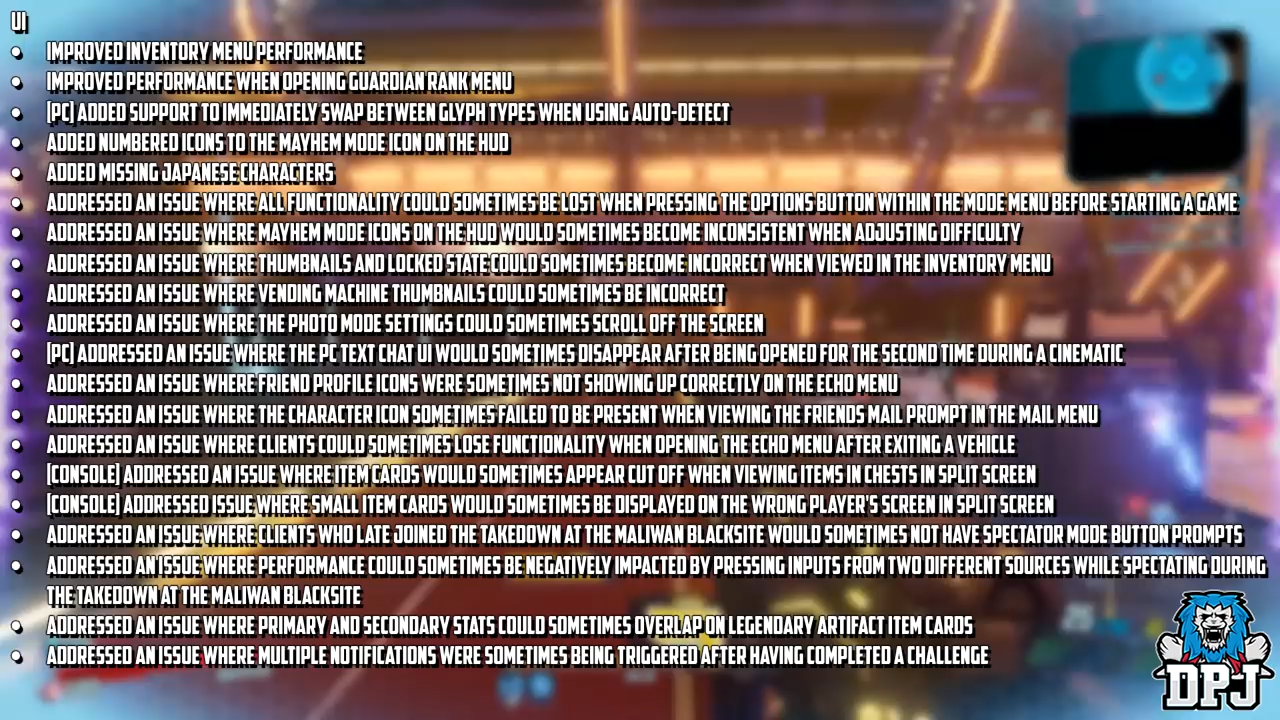 UI
• IMPROVED INVENTORY MENU PERFORMANCE
• IMPROVED PERFORMANCE WHEN OPENING GUARDIAN RANK MENU
• [PC] ADDED SUPPORT TO IMMEDIATELY SWAP BETWEEN GLYPH TYPES WHEN USING AUTO-DETECT
• ADDED NUMBERED ICONS TO THE MAYHEM MODE ICON ON THE HUD
• ADDED MISSING JAPANESE CHARACTERS
• ADDRESSED AN ISSUE WHERE ALL FUNCTIONALITY COULD SOMETIMES BE LOST WHEN PRESSING THE OPTIONS BUTTON WITHIN THE MODE MENU BEFORE STARTING A GAME
• ADDRESSED AN ISSUE WHERE MAYHEM MODE ICONS ON THE HUD WOULD SOMETIMES BECOME INCONSISTENT WHEN ADJUSTING DIFFICULTY
• ADDRESSED AN ISSUE WHERE THUMBNAILS AND LOCKED STATE COULD SOMETIMES BECOME INCORRECT WHEN VIEWED IN THE INVENTORY MENU
• ADDRESSED AN ISSUE WHERE VENDING MACHINE THUMBNAILS COULD SOMETIMES BE INCORRECT
• ADDRESSED AN ISSUE WHERE THE PHOTO MODE SETTINGS COULD SOMETIMES SCROLL OFF THE SCREEN
• [PC] ADDRESSED AN ISSUE WHERE THE PC TEXT CHAT UI WOULD SOMETIMES DISAPPEAR AFTER BEING OPENED FOR THE SECOND TIME DURING A CINEMATIC
• ADDRESSED AN ISSUE WHERE FRIEND PROFILE ICONS WERE SOMETIMES NOT SHOWING UP CORRECTLY ON THE ECHO MENU
• ADDRESSED AN ISSUE WHERE THE CHARACTER ICON SOMETIMES FAILED TO BE PRESENT WHEN VIEWING THE FRIENDS MAIL PROMPT IN THE MAIL MENU
• ADDRESSED AN ISSUE WHERE CLIENTS COULD SOMETIMES LOSE FUNCTIONALITY WHEN OPENING THE ECHO MENU AFTER EXITING A VEHICLE
• [CONSOLE] ADDRESSED AN ISSUE WHERE ITEM CARDS WOULD SOMETIMES APPEAR CUT OFF WHEN VIEWING ITEMS IN CHESTS IN SPLIT SCREEN
• [CONSOLE] ADDRESSED ISSUE WHERE SMALL ITEM CARDS WOULD SOMETIMES BE DISPLAYED ON THE WRONG PLAYER'S SCREEN IN SPLIT SCREEN
• ADDRESSED AN ISSUE WHERE CLIENTS WHO LATE JOINED THE TAKEDOWN AT THE MALIWAN BLACKSITE WOULD SOMETIMES NOT HAVE SPECTATOR MODE BUTTON PROMPTS
• ADDRESSED AN ISSUE WHERE PERFORMANCE COULD SOMETIMES BE NEGATIVELY IMPACTED BY PRESSING INPUTS FROM TWO DIFFERENT SOURCES WHILE SPECTATING DURING
THE TAKEDOWN AT THE MALIWAN BLACKSITE
• ADDRESSED AN ISSUE WHERE PRIMARY AND SECONDARY STATS COULD SOMETIMES OVERLAP ON LEGENDARY ARTIFACT ITEM CARDS
• ADDRESSED AN ISSUE WHERE MULTIPLE NOTIFICATIONS WERE SOMETIMES BEING TRIGGERED AFTER HAVING COMPLETED A CHALLENGE
DPJ